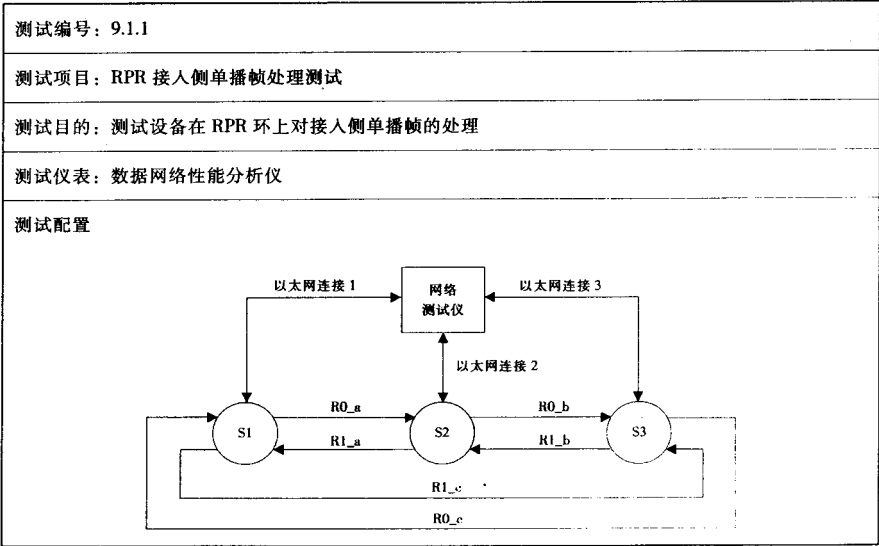 测试编号：9.1.1
测试项目：RPR 接入侧单播帧处理测试
测试目的：测试设备在 RPR 环上对接入侧单播帧的处理
测试仪表：数据网络性能分析仪
测试配置
以太网连接 1
网络
测试仪
以太网连接 3
以太网连接 2
R0_a
R0_b
S1
S2
S3
R1_a
R1_b
R1_c
R0_c